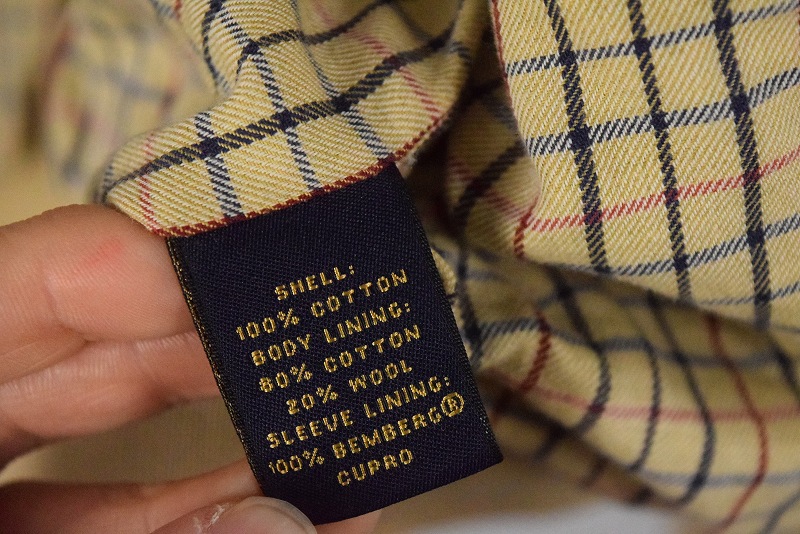 SHELL:
100% COTTON
BODY LINING:
80% COTTON
20% WOOL
SLEEVE LINING:
100% BEMBERG®
CUPRO